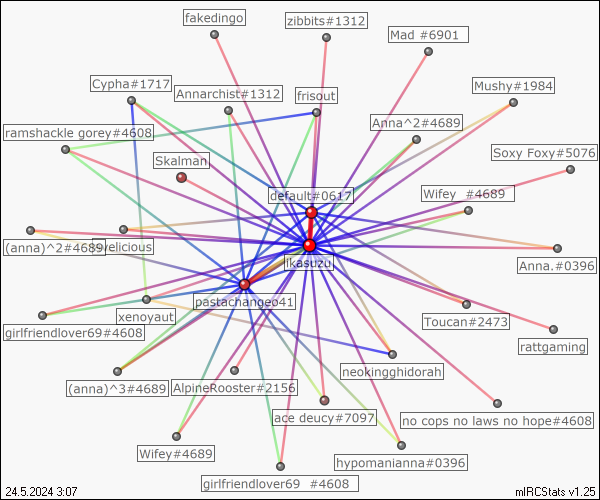 fakedingo
zibbits#1312
Mad #6901
Cypha#1717
Annarchist#1312
frisout
Mushy#1984
ramshackle gorey#4608
Anna^2#4689
Skalman
Soxy Foxy#5076
default#0617
Wifey #4689
(anna)^2#4689
likasuzu
Anna.#0396
pastachangeo41
xenoyaut
girlfriendlover69#4608
Toucan#2473
rattgaming
neokingghidorah
(anna)^3#4689
AlpineRooster#2156
ace deucy#7097
no cops no laws no hope#4608
Wifey#4689
hypomanianna#0396
girlfriendlover69 #4608
24.5.2024 3:07
mIRCStats v1.25